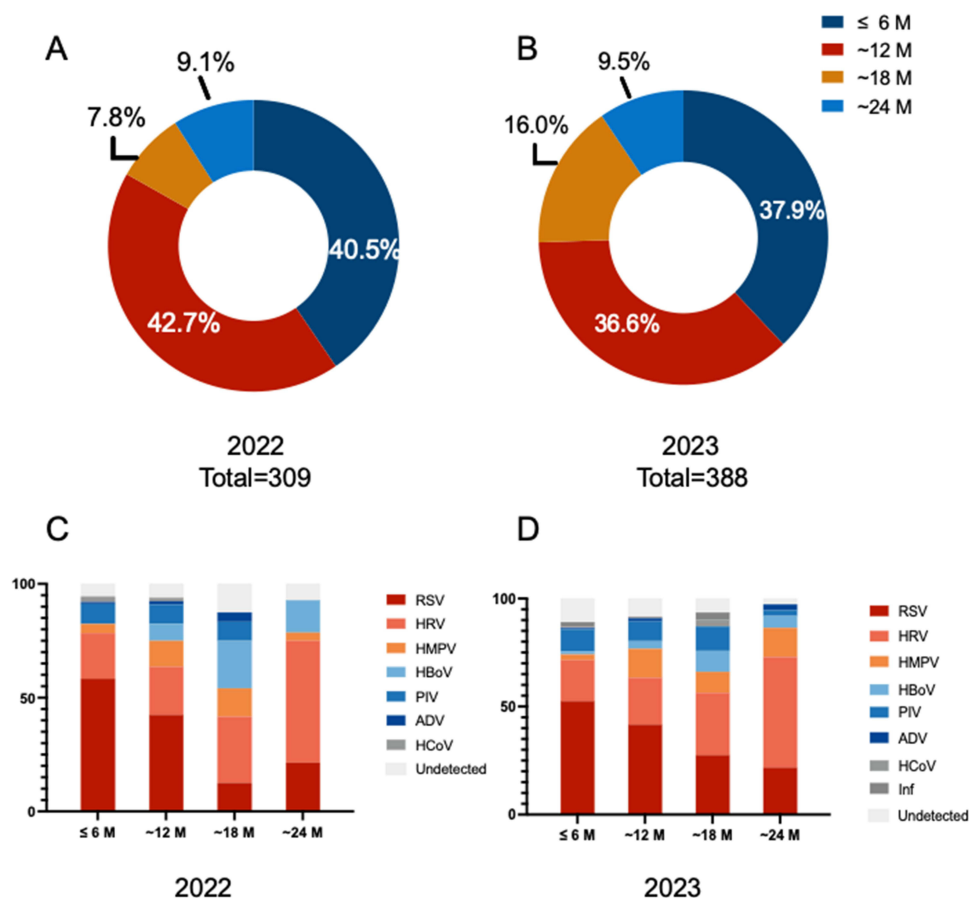 A
9.1%
7.8%
40.5%
42.7%
2022
Total=309
B
9.5%
16.0%
37.9%
36.6%
2023
Total=388
≤ 6 M
~12 M
~18 M
~24 M
C
100
50
0
≤ 6 M
~12 M
~18 M
~24 M
2022
RSV
HRV
HMPV
HBoV
PIV
ADV
HCoV
Undetected
D
100
50
0
≤ 6 M
~12 M
~18 M
~24 M
2023
RSV
HRV
HMPV
HBoV
PIV
ADV
HCoV
Inf
Undetected